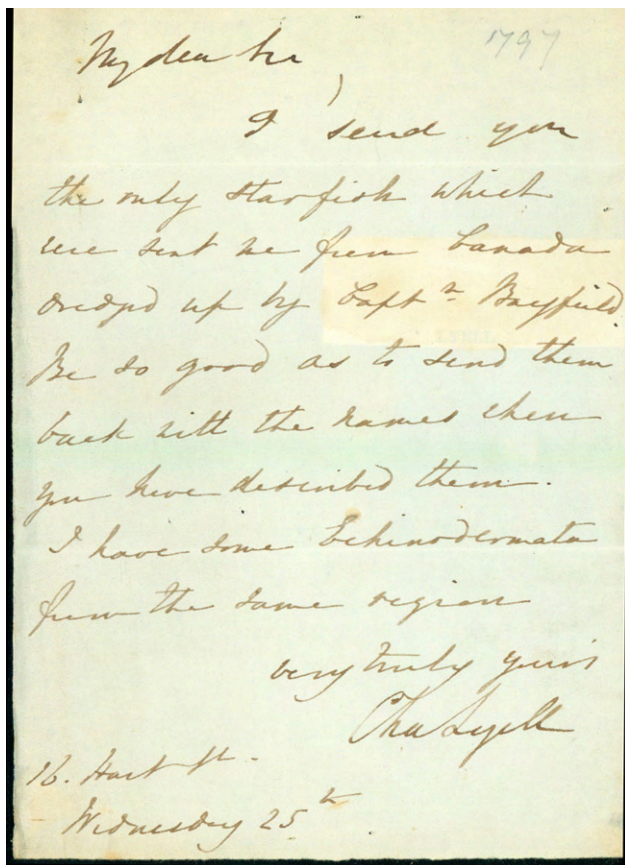 My dear Sir
1797
I send you
the only starfish which
were sent me from Canada
dredged up by Captn Bayfield
Be so good as to send them
back with the names when
you have described them.
I have some Echinodermata
from the same region
very truly yours
Cha Lyell
16. Hart St.
Wednesday 25th